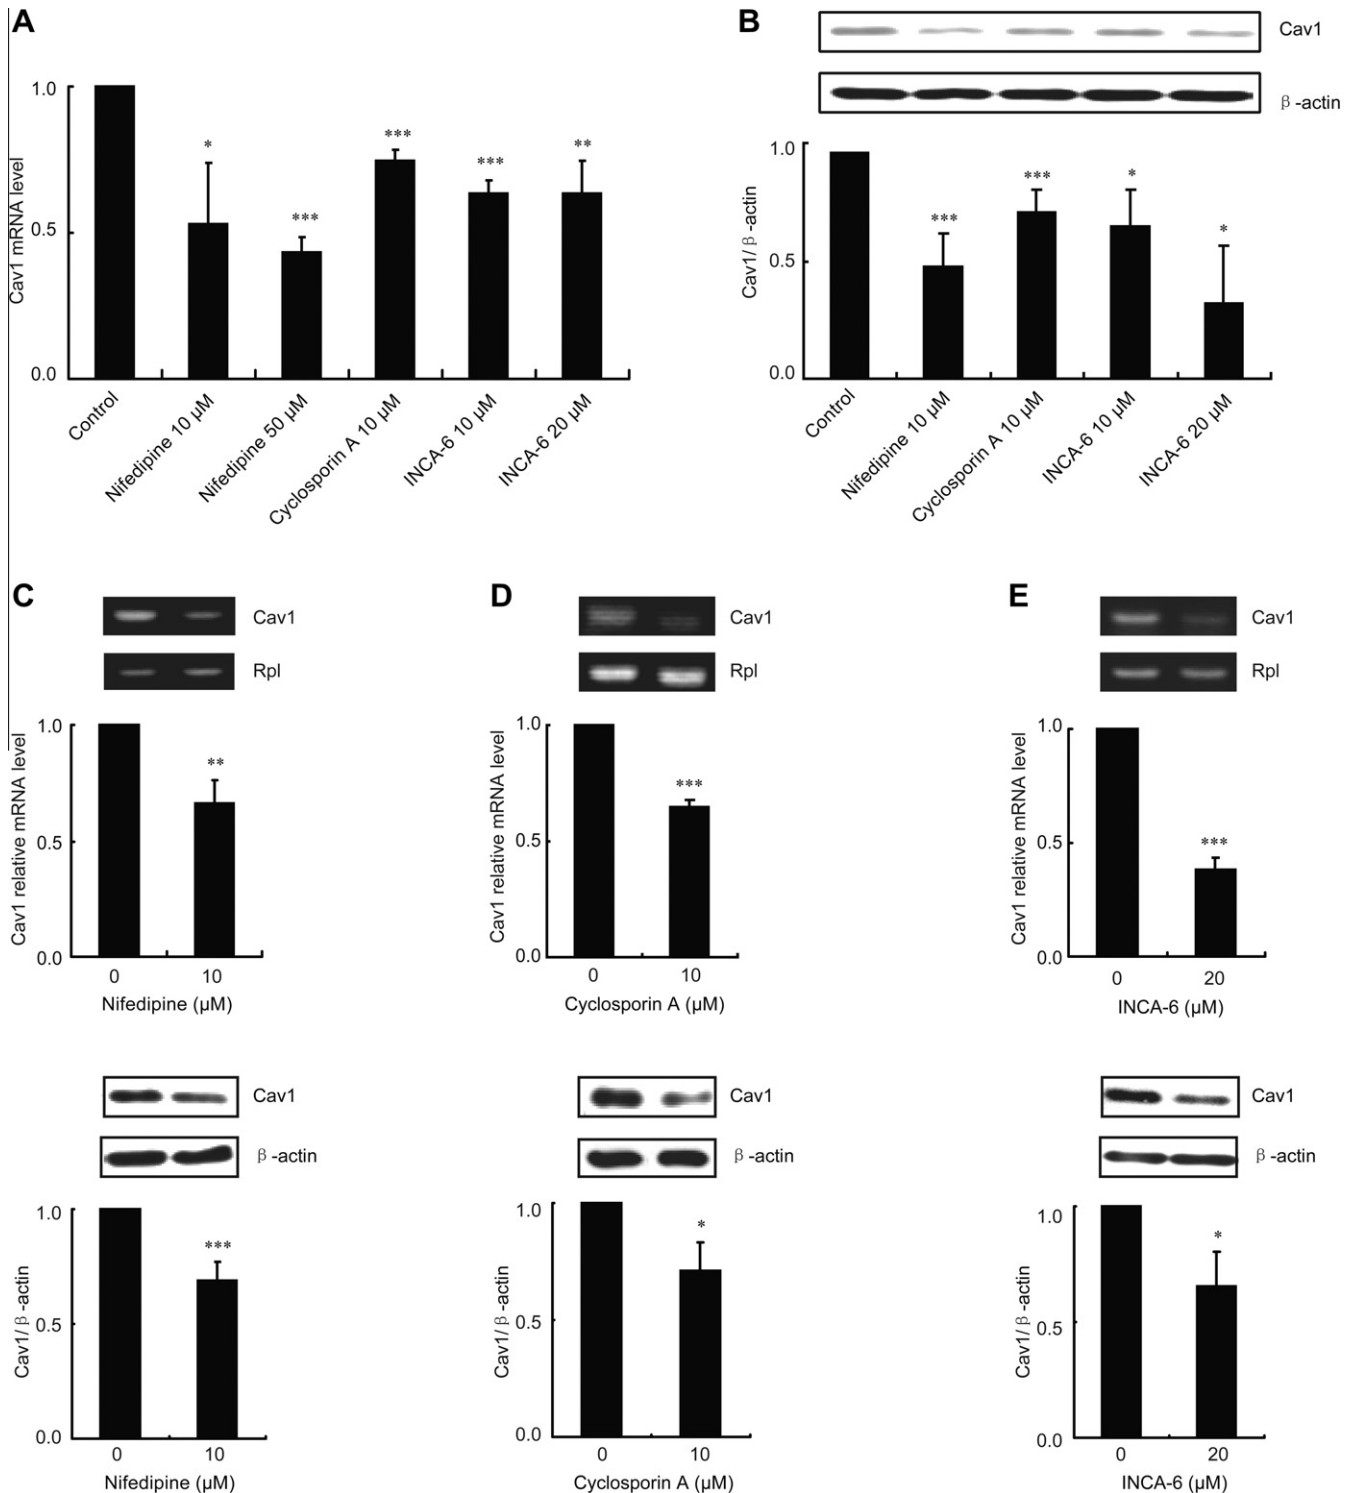 A
1.0
0.5
0.0
Cav1 mRNA level
*
***
***
***
**
Control
Nifedipine 10 μM
Nifedipine 50 μM
Cyclosporin A 10 μM
INCA-6 10 μM
INCA-6 20 μM
B
Cav1
β -actin
1.0
0.5
0.0
Cav1/ β -actin
***
***
*
*
Control
Nifedipine 10 μM
Cyclosporin A 10 μM
INCA-6 10 μM
INCA-6 20 μM
C
Cav1
Rpl
1.0
0.5
0.0
Cav1 relative mRNA level
**
0 10
Nifedipine (μM)
Cav1
β -actin
1.0
0.5
0.0
Cav1/ β -actin
***
0 10
Nifedipine (μM)
D
Cav1
Rpl
1.0
0.5
0.0
Cav1 relative mRNA level
***
0 10
Cyclosporin A (μM)
Cav1
β -actin
1.0
0.5
0.0
Cav1/ β -actin
*
0 10
Cyclosporin A (μM)
E
Cav1
Rpl
1.0
0.5
0.0
Cav1 relative mRNA level
***
0 20
INCA-6 (μM)
Cav1
β -actin
1.0
0.5
0.0
Cav1/ β -actin
*
0 20
INCA-6 (μM)